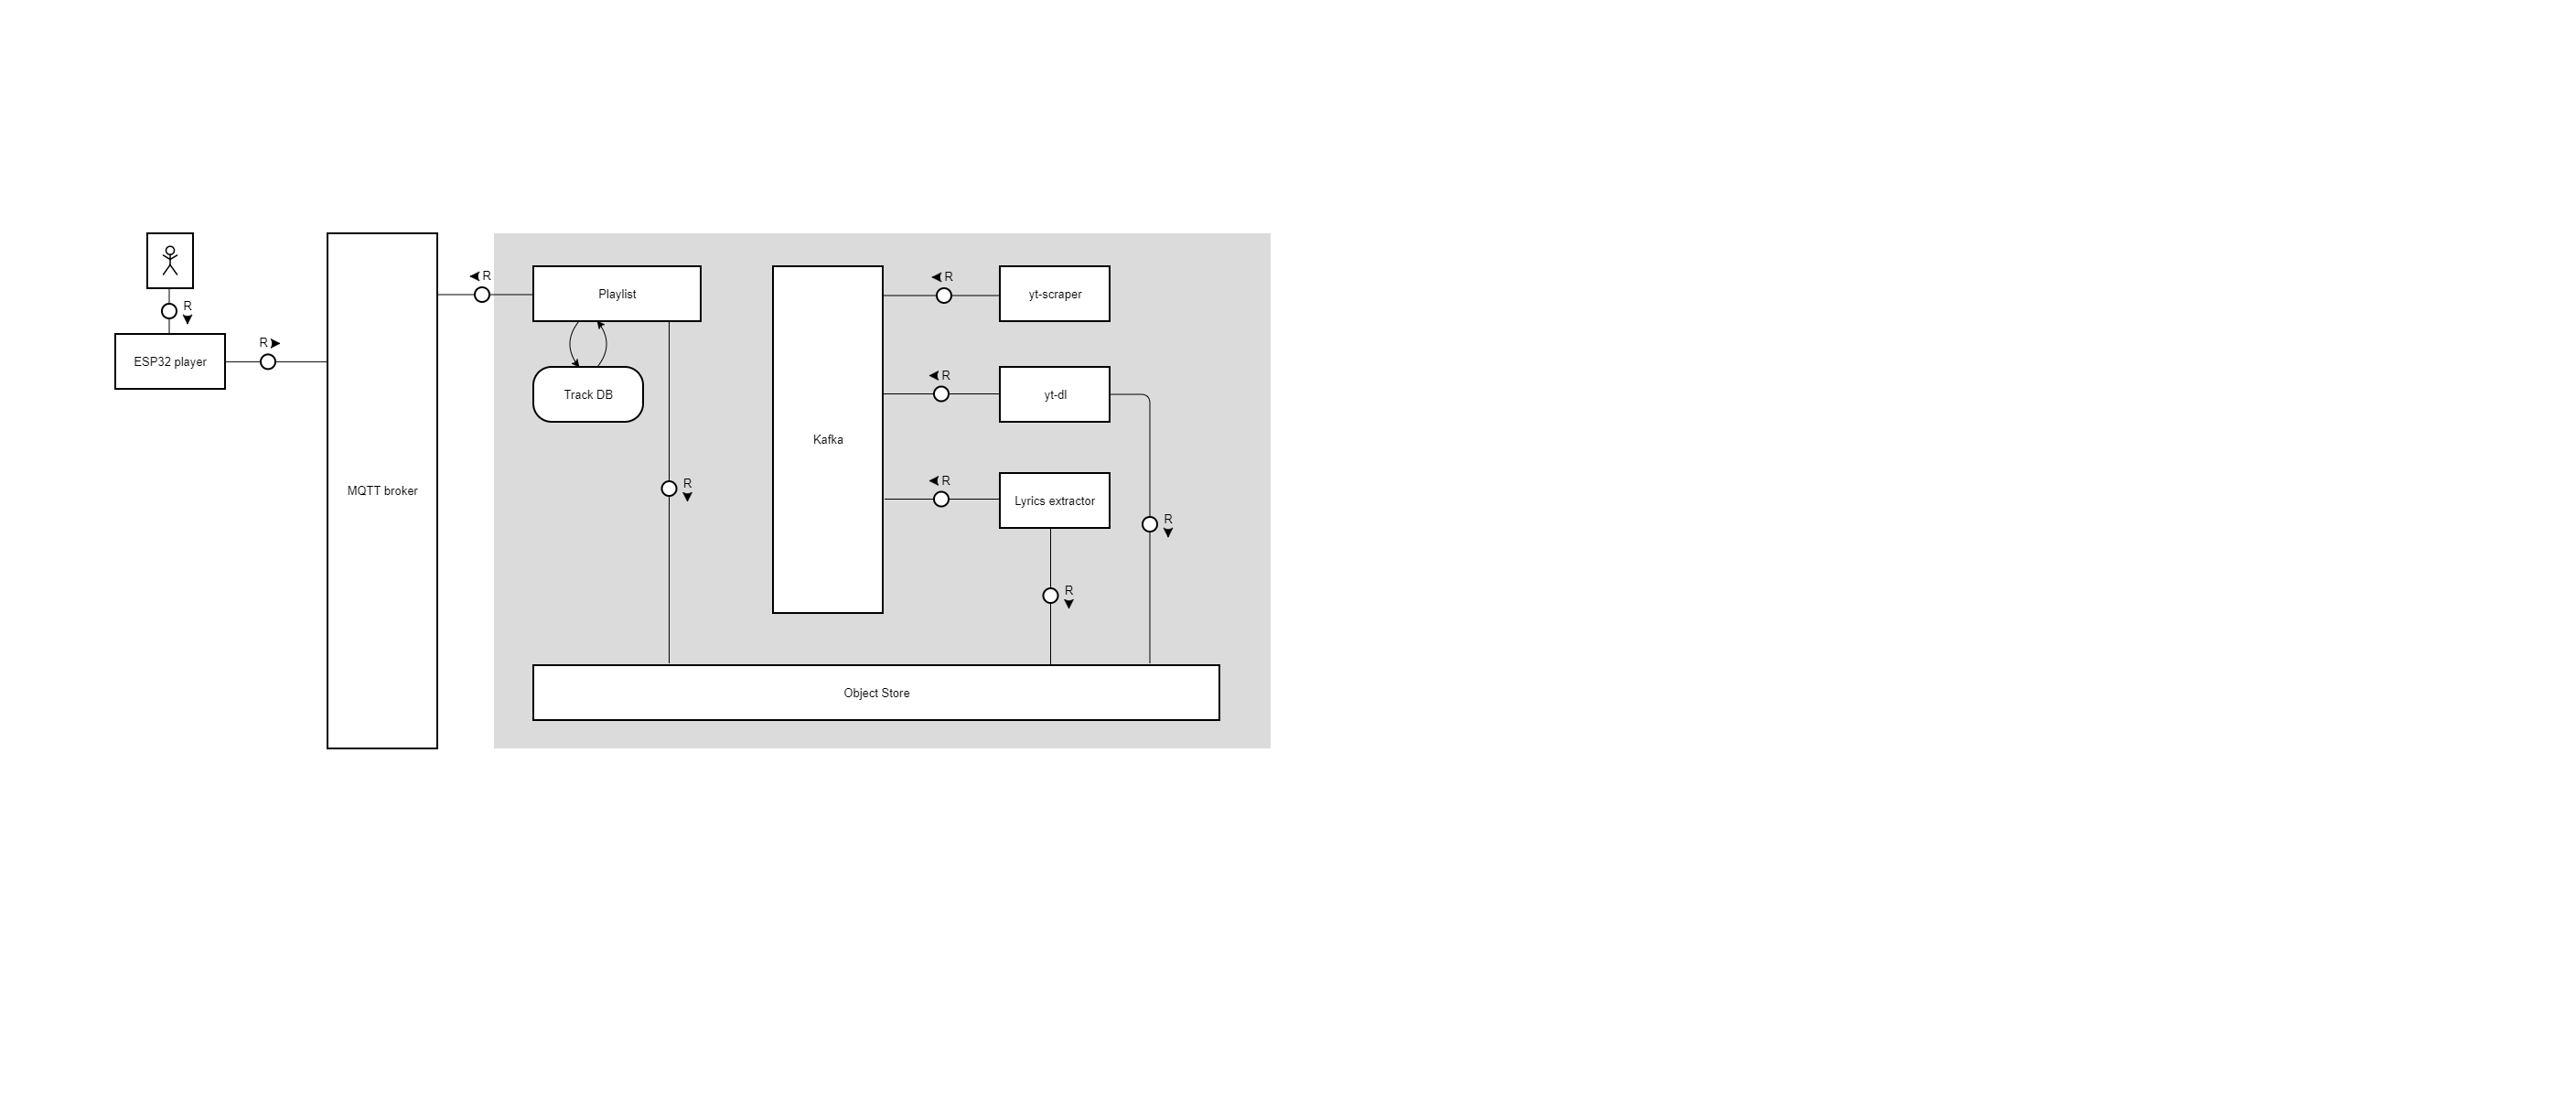 R
ESP32 player
R
MQTT broker
R
Playlist
Track DB
R
Kafka
R
yt-scraper
R
yt-dl
R
Lyrics extractor
R
R
Object Store